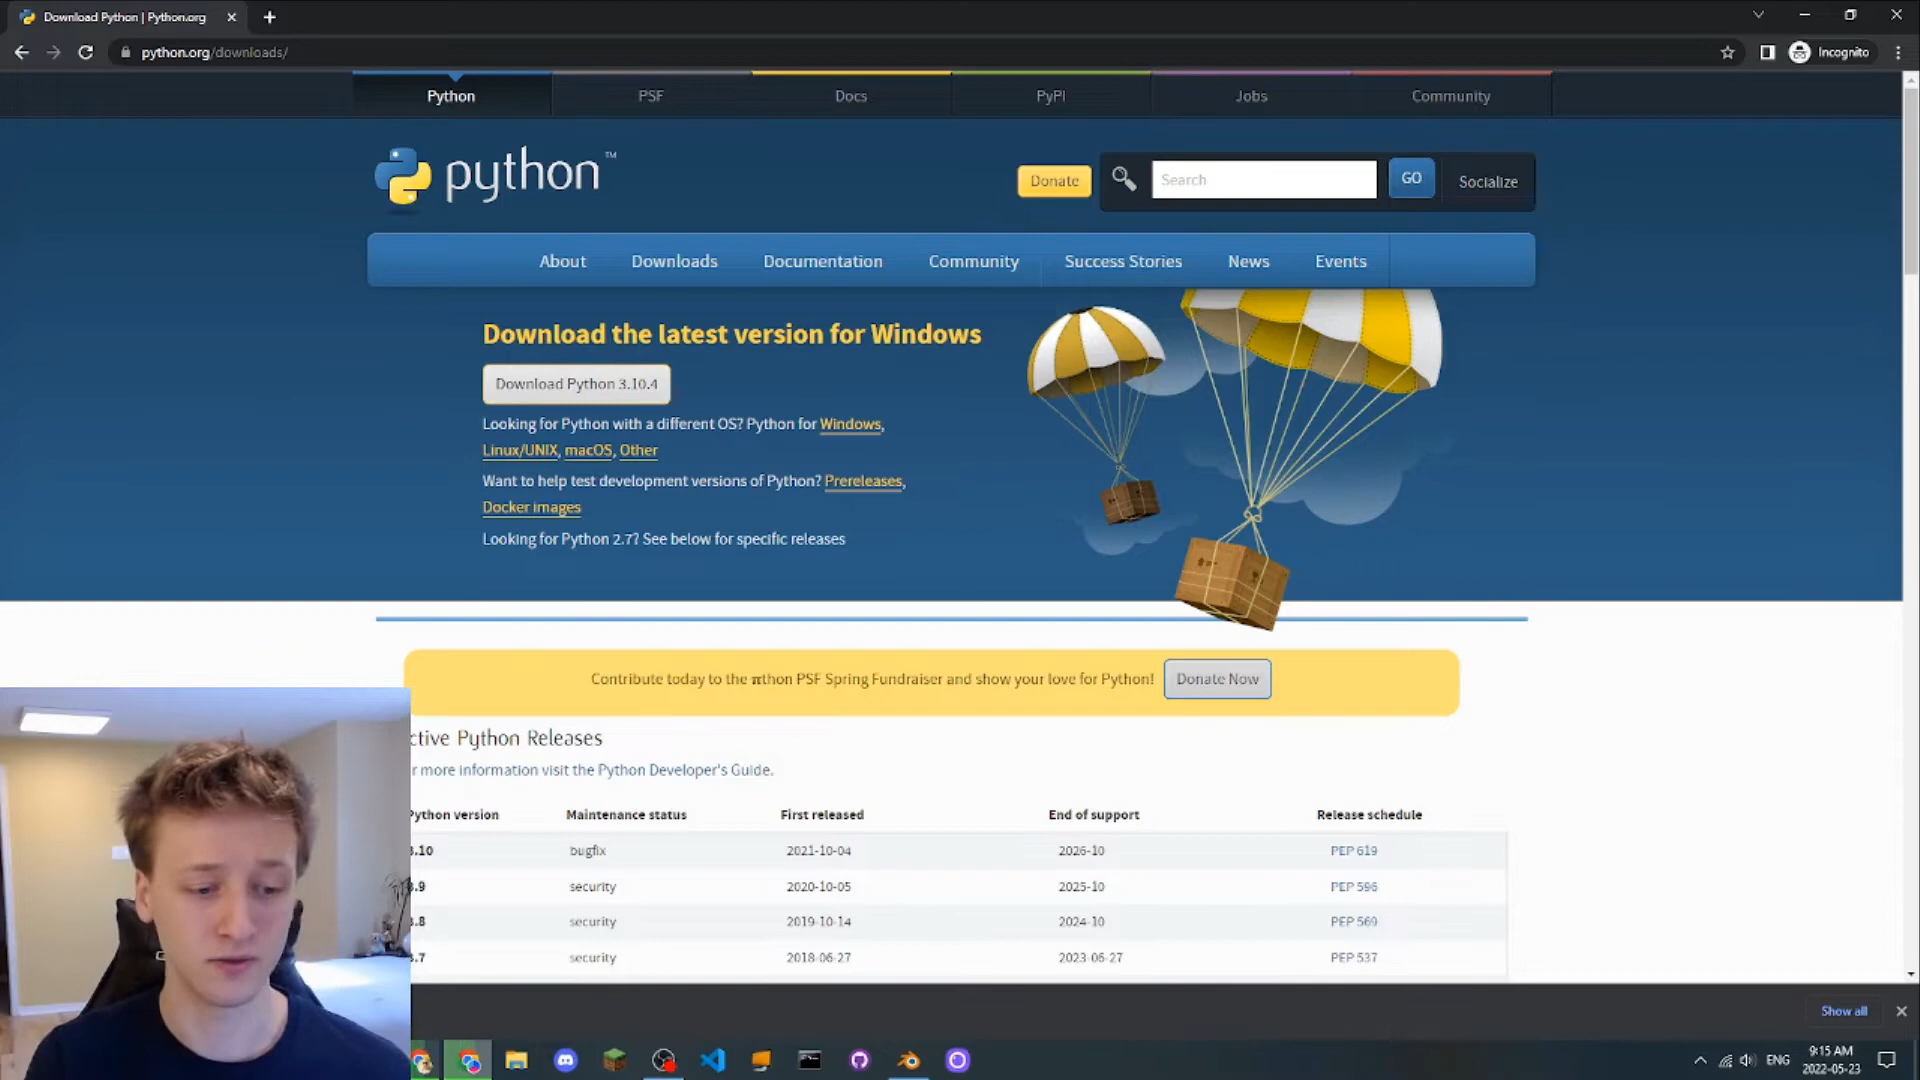 Download Python | Python.org
python.org/downloads/
Incognito
Python PSF Docs PyPI Jobs Community
python™
Donate
Search
GO
Socialize
About Downloads Documentation Community Success Stories News Events
Download the latest version for Windows
Download Python 3.10.4
Looking for Python with a different OS? Python for Windows,
Linux/UNIX, macOS, Other
Want to help test development versions of Python? Prereleases,
Docker images
Looking for Python 2.7? See below for specific releases
Contribute today to the πthon PSF Spring Fundraiser and show your love for Python! Donate Now
ctive Python Releases
r more information visit the Python Developer's Guide.
Python version Maintenance status First released End of support Release schedule
3.10 bugfix 2021-10-04 2026-10 PEP 619
3.9 security 2020-10-05 2025-10 PEP 596
3.8 security 2019-10-14 2024-10 PEP 569
3.7 security 2018-06-27 2023-06-27 PEP 537
Show all
ENG
9:15 AM
2022-05-23